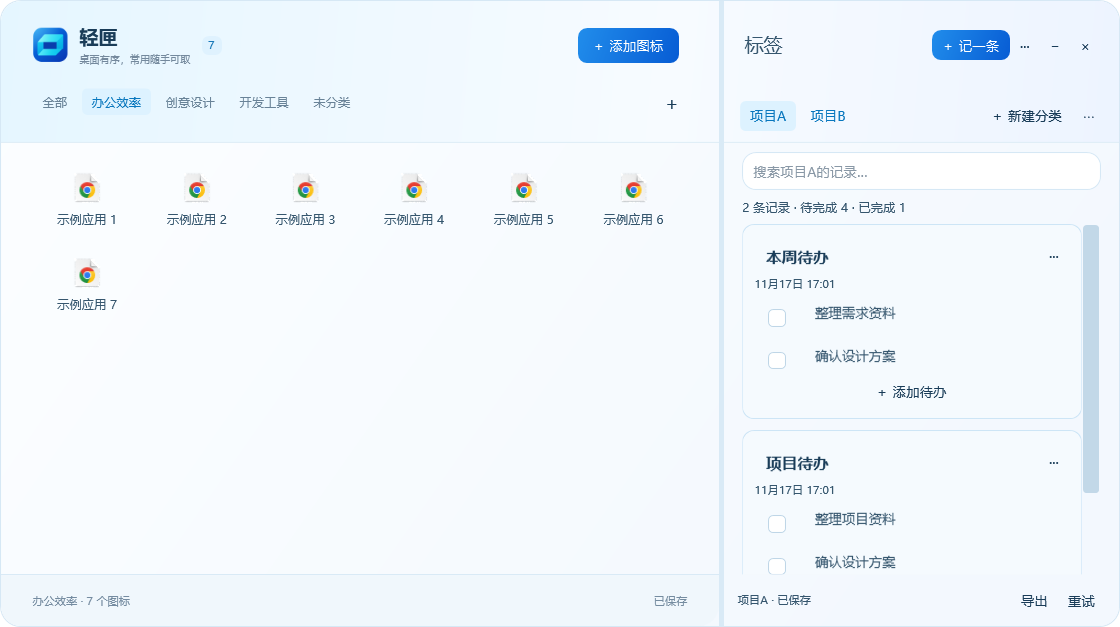 轻匣
桌面有序，常用随手可取
7
+ 添加图标
全部
办公效率
创意设计
开发工具
未分类
+
示例应用 1
示例应用 2
示例应用 3
示例应用 4
示例应用 5
示例应用 6
示例应用 7
办公效率 · 7 个图标
已保存
标签
+ 记一条
...
−
×
项目A
项目B
+ 新建分类
...
搜索项目A的记录...
2 条记录 · 待完成 4 · 已完成 1
本周待办
...
11月17日 17:01
整理需求资料
确认设计方案
+ 添加待办
项目待办
...
11月17日 17:01
整理项目资料
确认设计方案
项目A · 已保存
导出
重试